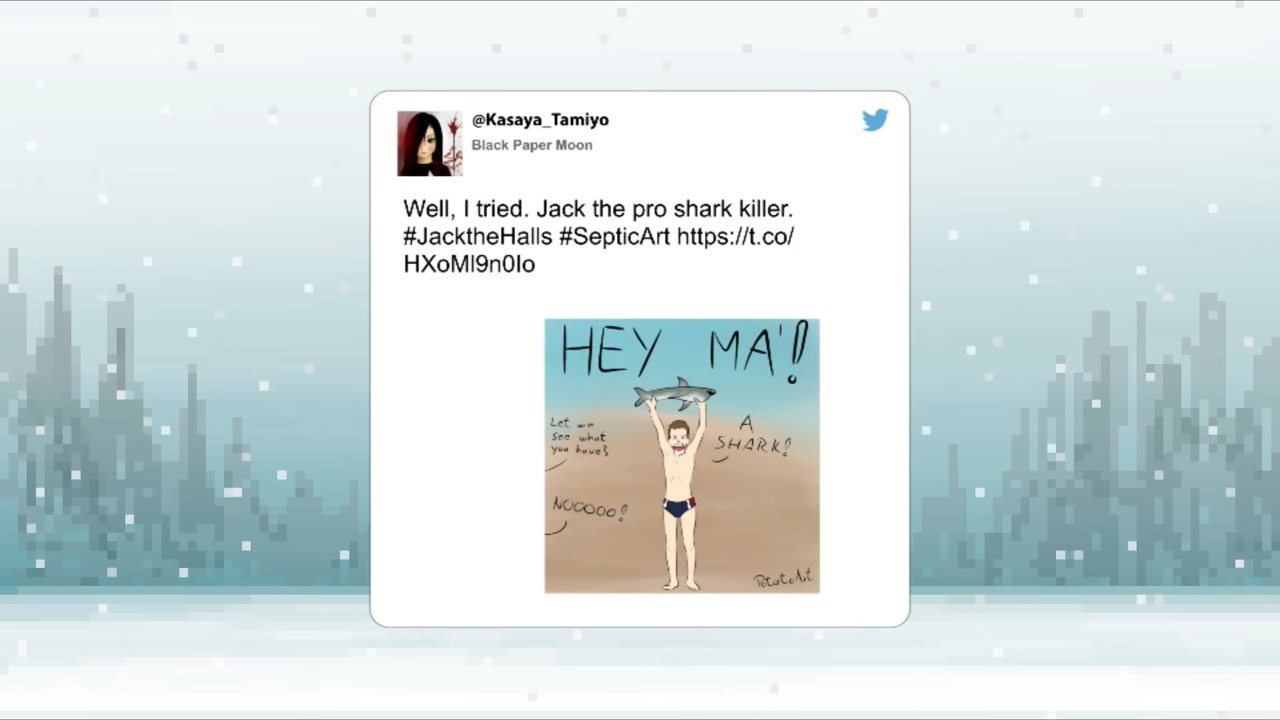 @Kasaya_Tamiyo
Black Paper Moon
Well, I tried. Jack the pro shark killer.
#JacktheHalls #SepticArt https://t.co/
HXoMl9n0Io
HEY MA'!
Let me
see what
you have?
A
SHARK!
NOOOOO!
PotatoArt